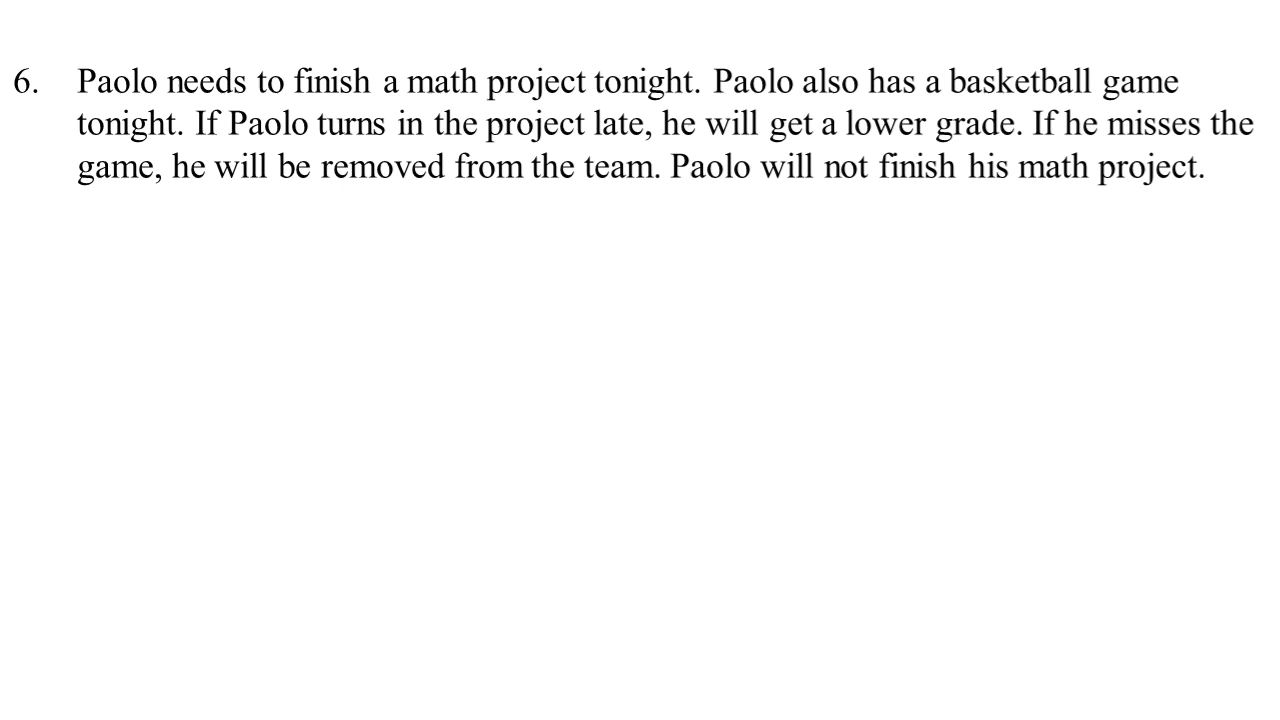 6. Paolo needs to finish a math project tonight. Paolo also has a basketball game
tonight. If Paolo turns in the project late, he will get a lower grade. If he misses the
game, he will be removed from the team. Paolo will not finish his math project.